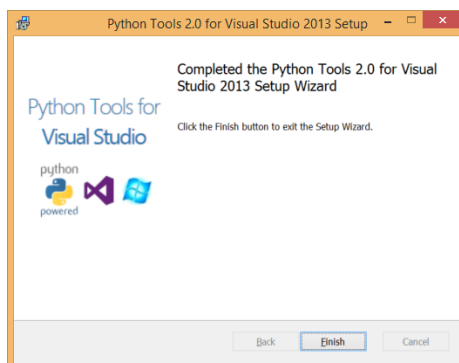 Python Tools 2.0 for Visual Studio 2013 Setup
Completed the Python Tools 2.0 for Visual
Studio 2013 Setup Wizard
Python Tools for
Visual Studio
Click the Finish button to exit the Setup Wizard.
python
powered
Back Finish Cancel